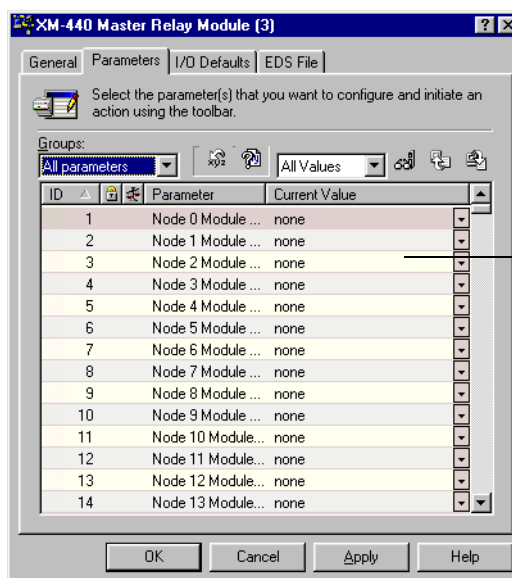 XM-440 Master Relay Module (3)
General Parameters I/O Defaults EDS File
Select the parameter(s) that you want to configure and initiate an
action using the toolbar.
Groups:
All parameters All Values
ID Parameter Current Value
1 Node 0 Module ... none
2 Node 1 Module ... none
3 Node 2 Module ... none
4 Node 3 Module ... none
5 Node 4 Module ... none
6 Node 5 Module ... none
7 Node 6 Module ... none
8 Node 7 Module ... none
9 Node 8 Module ... none
10 Node 9 Module ... none
11 Node 10 Module... none
12 Node 11 Module... none
13 Node 12 Module... none
14 Node 13 Module... none
OK Cancel Apply Help